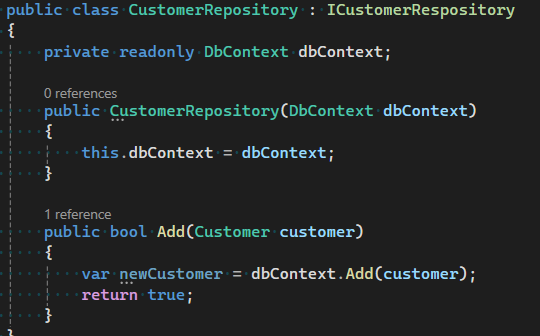 public class CustomerRepository : ICustomerRespository
{
private readonly DbContext dbContext;
0 references
public CustomerRepository(DbContext dbContext)
{
this.dbContext = dbContext;
}
1 reference
public bool Add(Customer customer)
{
var newCustomer = dbContext.Add(customer);
return true;
}
}